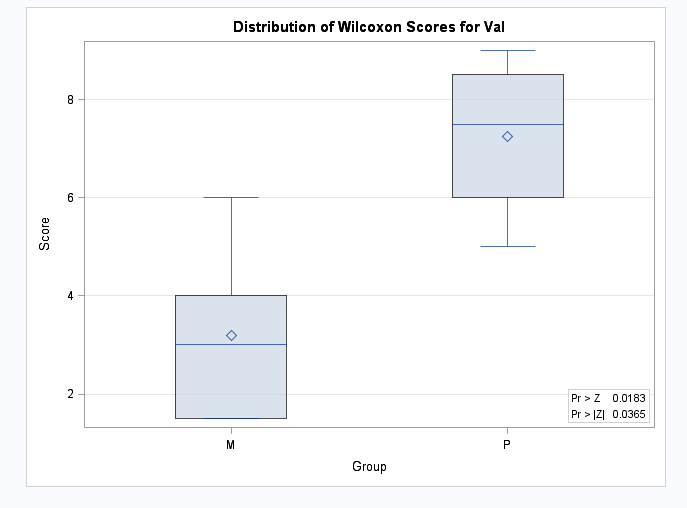 Distribution of Wilcoxon Scores for Val
Score
8
6
4
2
Pr > Z 0.0183
Pr > |Z| 0.0365
M P
Group